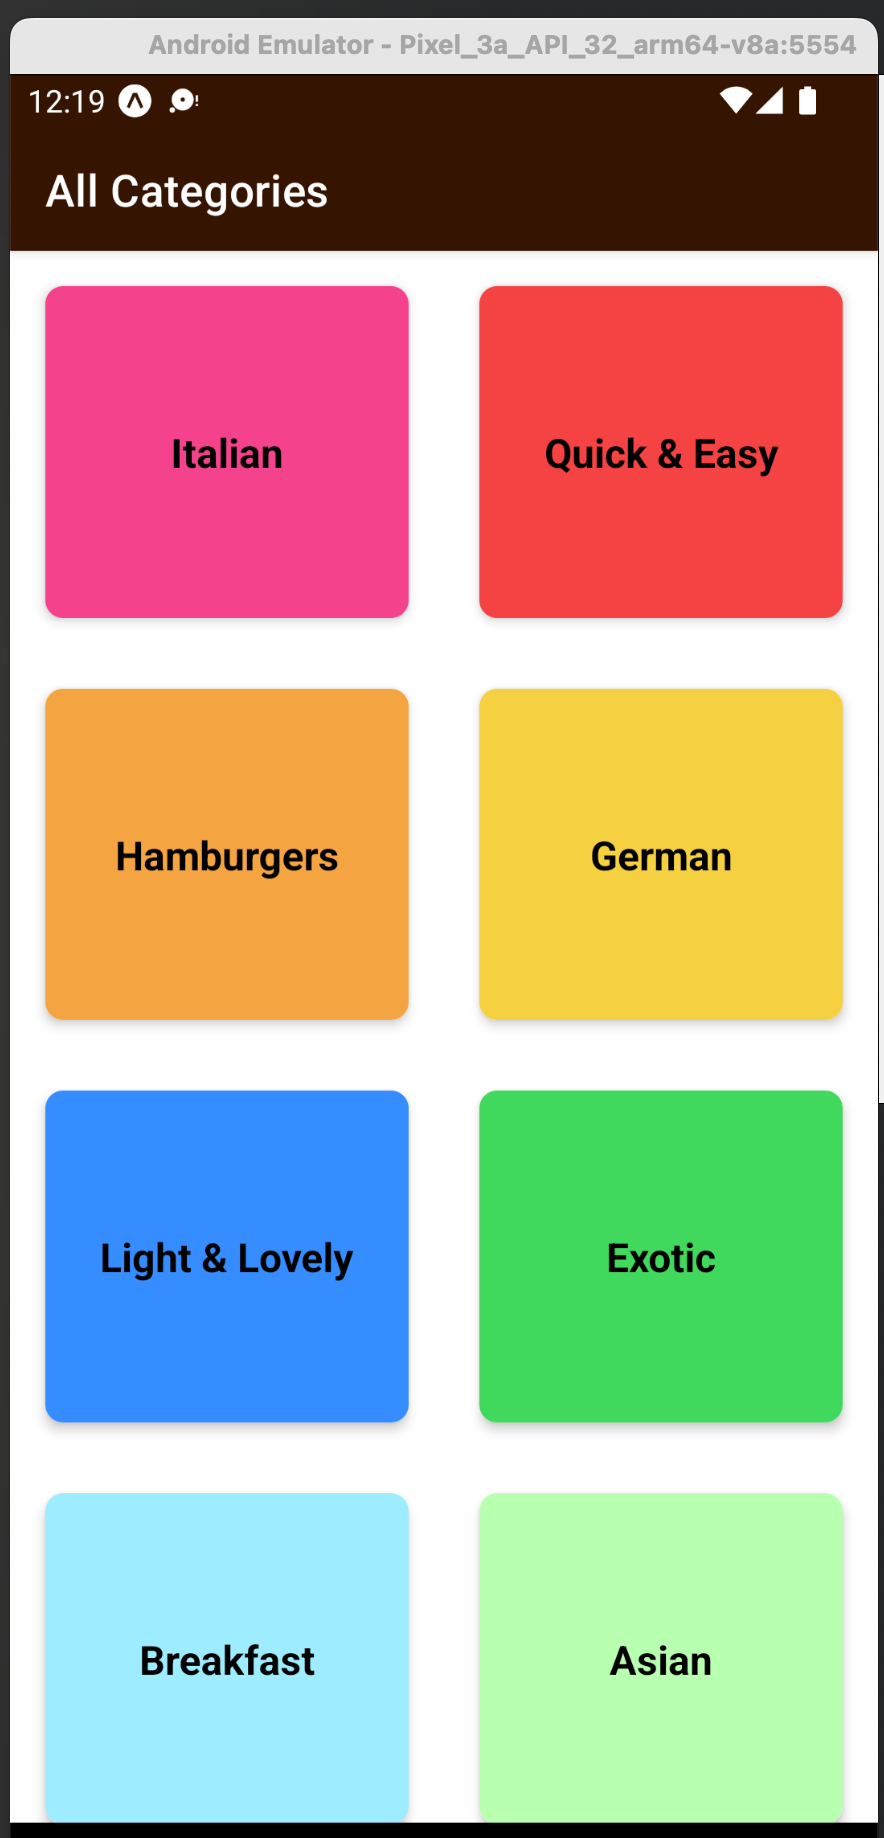 Android Emulator - Pixel_3a_API_32_arm64-v8a:5554
12:19
All Categories
Italian
Quick & Easy
Hamburgers
German
Light & Lovely
Exotic
Breakfast
Asian